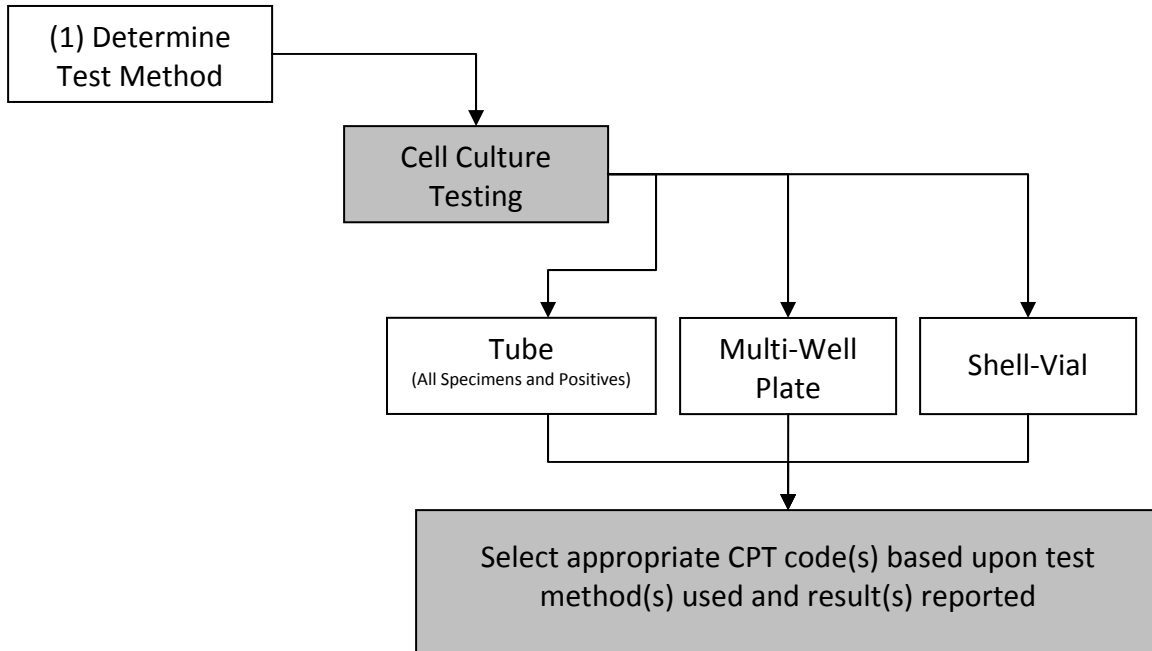 (1) Determine
Test Method
Cell Culture
Testing
Tube
(All Specimens and Positives)
Multi-Well
Plate
Shell-Vial
Select appropriate CPT code(s) based upon test
method(s) used and result(s) reported